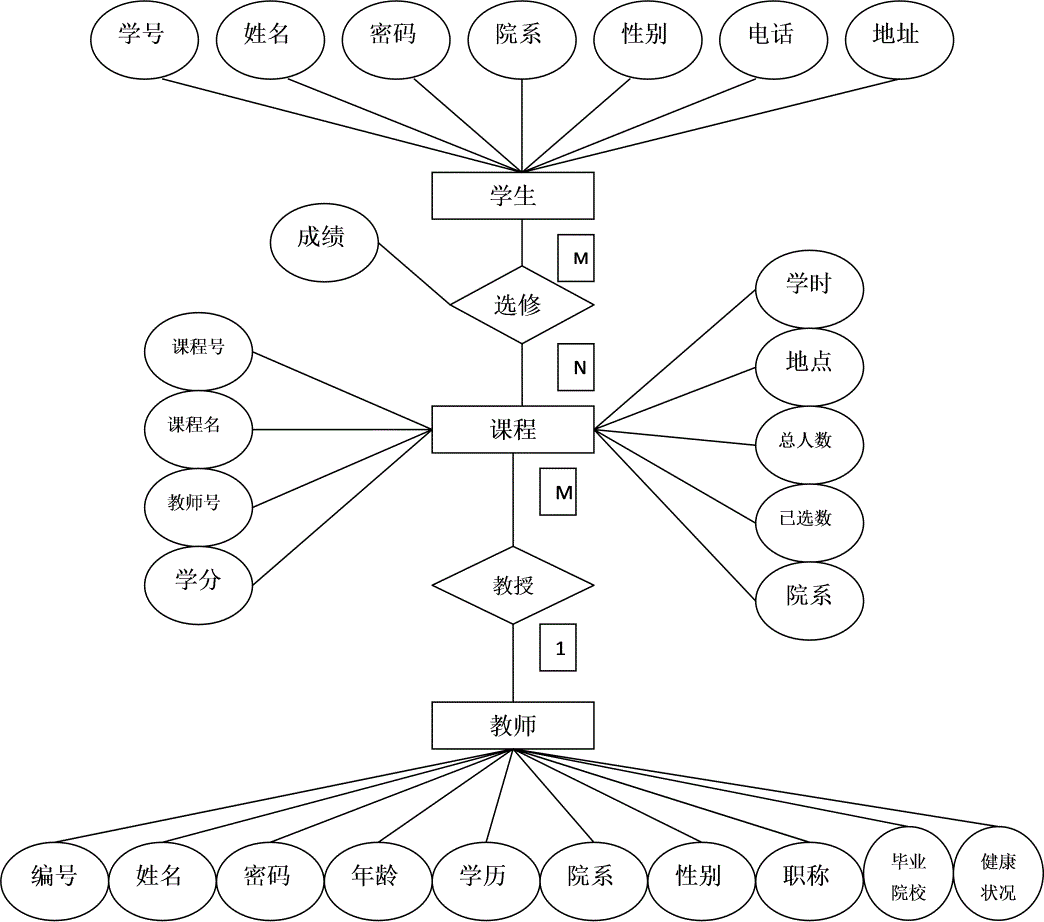 学号
姓名
密码
院系
性别
电话
地址
学生
成绩
M
选修
学时
课程号
N
地点
课程名
课程
总人数
教师号
M
已选数
学分
教授
院系
1
教师
编号
姓名
密码
年龄
学历
院系
性别
职称
毕业
院校
健康
状况